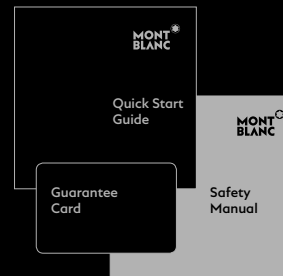 MONT
BLANC
Quick Start
Guide
MONT
BLANC
Guarantee
Card
Safety
Manual